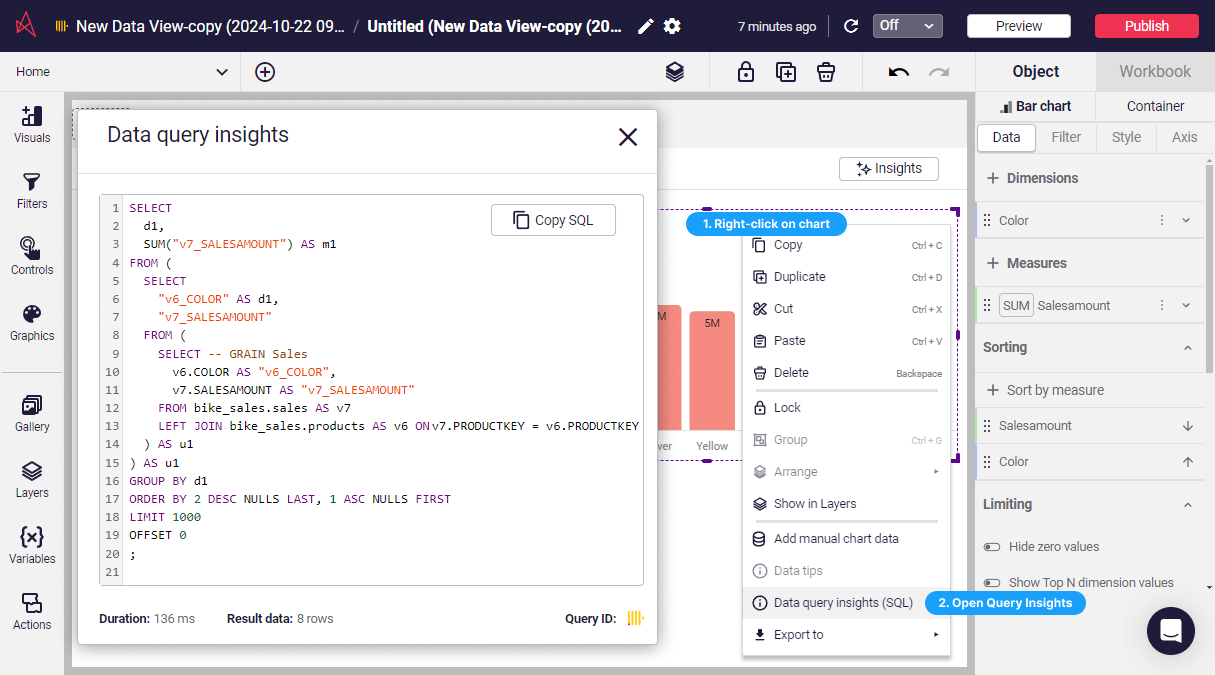 New Data View-copy (2024-10-22 09... / Untitled (New Data View-copy (20...
7 minutes ago
Off
Preview
Publish
Home
Object
Workbook
Bar chart
Container
Data
Filter
Style
Axis
Visuals
Filters
Controls
Graphics
Gallery
Layers
Variables
Actions
Data query insights
Copy SQL
1 SELECT
2 d1,
3 SUM("v7_SALESAMOUNT") AS m1
4 FROM (
5 SELECT
6 "v6_COLOR" AS d1,
7 "v7_SALESAMOUNT"
8 FROM (
9 SELECT -- GRAIN Sales
10 v6.COLOR AS "v6_COLOR",
11 v7.SALESAMOUNT AS "v7_SALESAMOUNT"
12 FROM bike_sales.sales AS v7
13 LEFT JOIN bike_sales.products AS v6 ON v7.PRODUCTKEY = v6.PRODUCTKEY
14 ) AS u1
15 ) AS u1
16 GROUP BY d1
17 ORDER BY 2 DESC NULLS LAST, 1 ASC NULLS FIRST
18 LIMIT 1000
19 OFFSET 0
20 ;
21
Duration: 136 ms
Result data: 8 rows
Query ID:
Insights
1. Right-click on chart
M
5M
ver
Yellow
Copy Ctrl + C
Duplicate Ctrl + D
Cut Ctrl + X
Paste Ctrl + V
Delete Backspace
Lock
Group Ctrl + G
Arrange
Show in Layers
Add manual chart data
Data tips
Data query insights (SQL)
2. Open Query Insights
Export to
Dimensions
Color
Measures
SUM Salesamount
Sorting
Sort by measure
Salesamount
Color
Limiting
Hide zero values
Show Top N dimension values